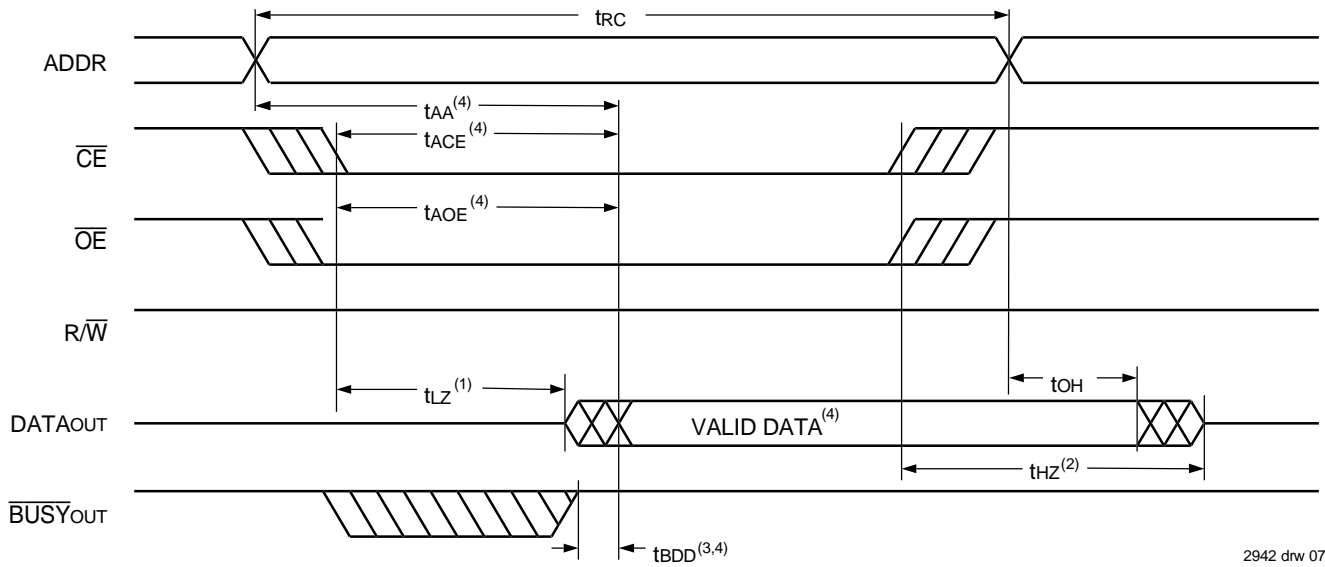 tRC
ADDR
tAA(4)
tACE(4)
CE
tAOE(4)
OE
R/W
tLZ(1)
tOH
DATAOUT
VALID DATA(4)
tHZ(2)
BUSYOUT
tBDD(3,4)
2942 drw 07